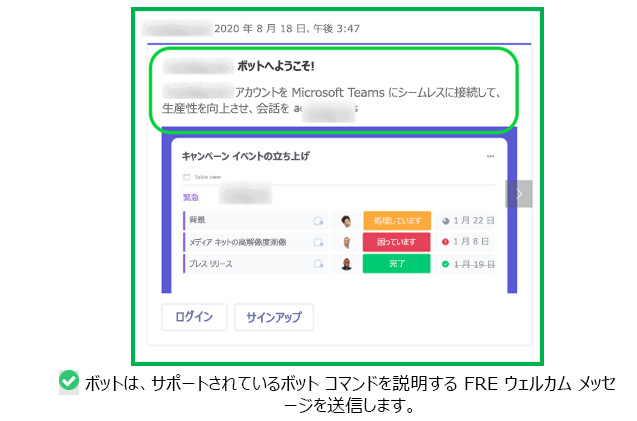 2020 年 8 月 18 日、午後 3:47
ボットへようこそ!
アカウントを Microsoft Teams にシームレスに接続して、
生産性を向上させ、会話を
キャンペーン イベントの立ち上げ
Table view
緊急
背景 処理しています 1 月 22 日
メディア キットの高解像度画像 困っています 1 月 8 日
プレス リリース 完了 1 月 19 日
ログイン サインアップ
ボットは、サポートされているボット コマンドを説明する FRE ウェルカム メッセ
ージを送信します。